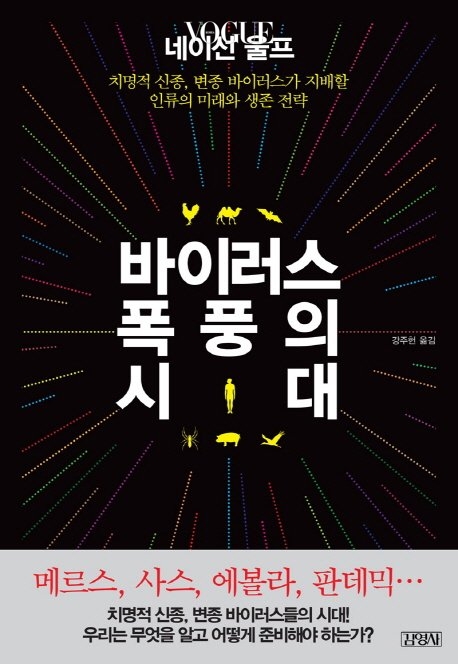 VOGUE
네이선 울프
치명적 신종, 변종 바이러스가 지배할
인류의 미래와 생존 전략
바이러스
폭풍의
시대
강주헌 옮김
메르스, 사스, 에볼라, 판데믹…
치명적 신종, 변종 바이러스들의 시대!
우리는 무엇을 알고 어떻게 준비해야 하는가?
김영사